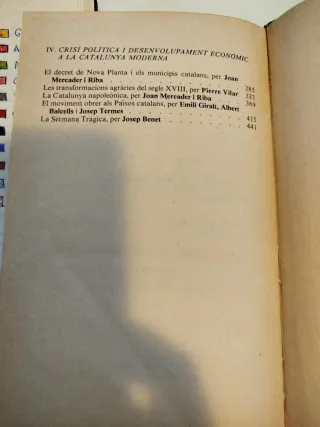 IV. CRISI POLITICA I DESENVOLUPAMENT ECONOMIC
A LA CATALUNYA MODERNA
El decret de Nova Planta i els municipis catalans, per Joan
Mercader i Riba 285
Les transformacions agràries del segle XVIII, per Pierre Vilar 333
La Catalunya napoleònica, per Joan Mercader i Riba 369
El moviment obrer als Països catalans, per Emili Giralt, Albert
Balcells i Josep Termes 415
La Setmana Tràgica, per Josep Benet 441